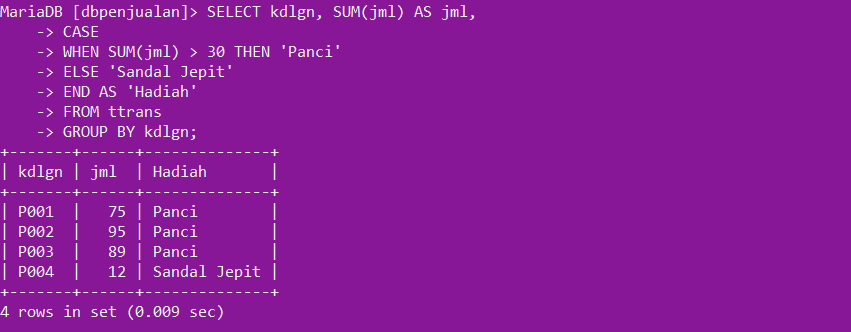 MariaDB [dbpenjualan]> SELECT kdlgn, SUM(jml) AS jml,
    -> CASE
    -> WHEN SUM(jml) > 30 THEN 'Panci'
    -> ELSE 'Sandal Jepit'
    -> END AS 'Hadiah'
    -> FROM ttrans
    -> GROUP BY kdlgn;
+-------+------+--------------+
| kdlgn | jml  | Hadiah       |
+-------+------+--------------+
| P001  |   75 | Panci        |
| P002  |   95 | Panci        |
| P003  |   89 | Panci        |
| P004  |   12 | Sandal Jepit |
+-------+------+--------------+
4 rows in set (0.009 sec)